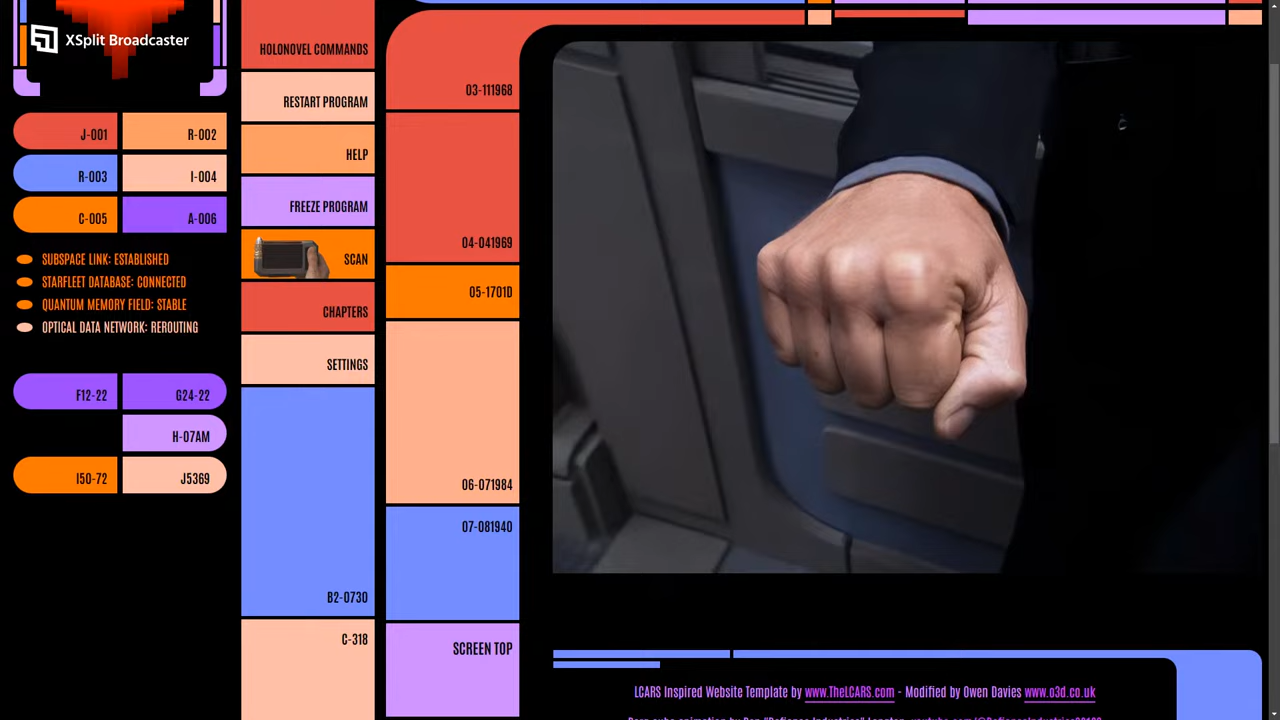 XSplit Broadcaster
J-001
R-002
R-003
I-004
C-005
A-006
SUBSPACE LINK: ESTABLISHED
STARFLEET DATABASE: CONNECTED
QUANTUM MEMORY FIELD: STABLE
OPTICAL DATA NETWORK: REROUTING
F12-22
G24-22
H-07AM
I50-72
J5369
HOLONOVEL COMMANDS
RESTART PROGRAM
HELP
FREEZE PROGRAM
SCAN
CHAPTERS
SETTINGS
B2-0730
C-318
03-111968
04-041969
05-1701D
06-071984
07-081940
SCREEN TOP
LCARS Inspired Website Template by www.TheLCARS.com - Modified by Owen Davies www.o3d.co.uk